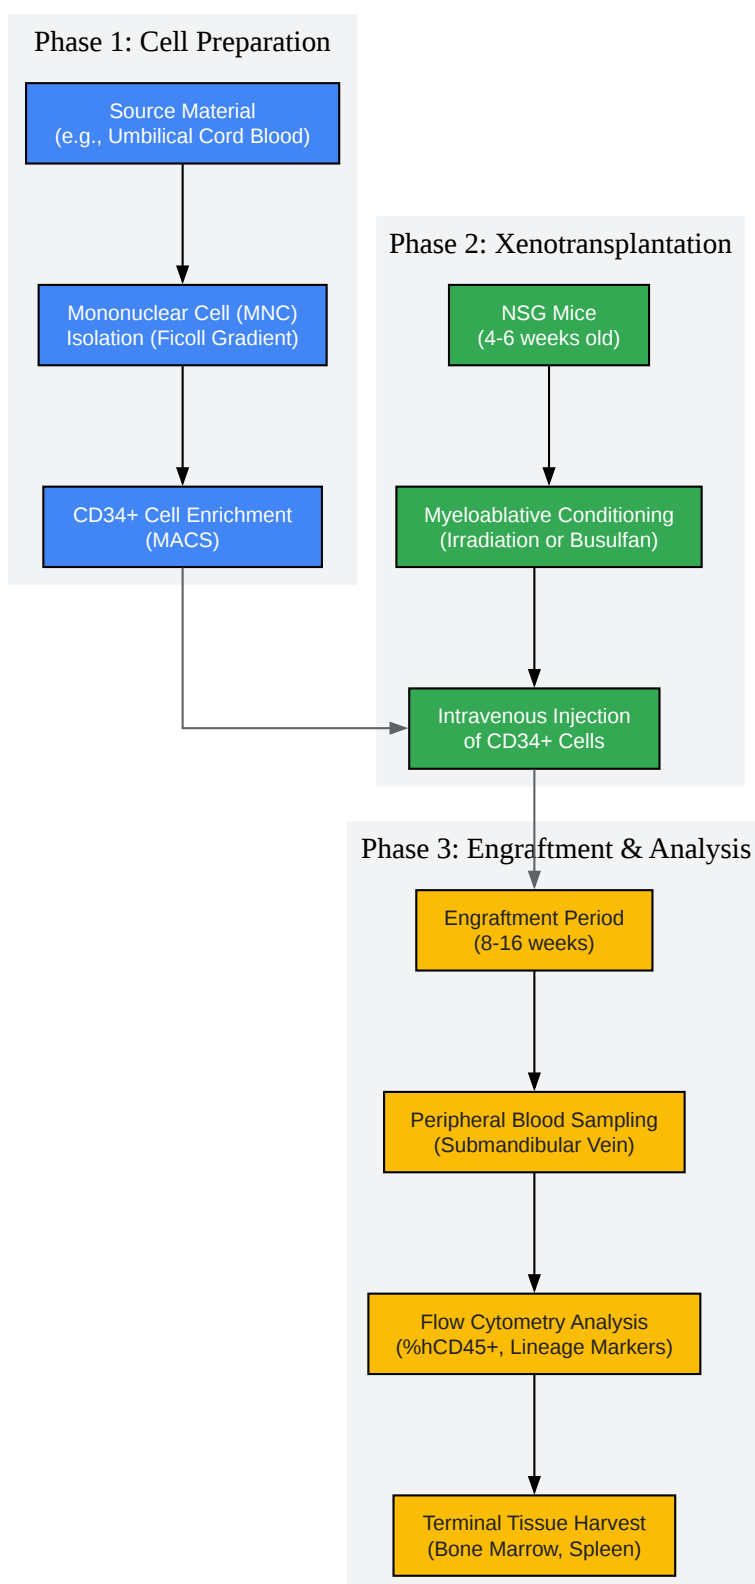 Phase 1: Cell Preparation
Source Material
(e.g., Umbilical Cord Blood)
Mononuclear Cell (MNC)
Isolation (Ficoll Gradient)
CD34+ Cell Enrichment
(MACS)
Phase 2: Xenotransplantation
NSG Mice
(4-6 weeks old)
Myeloablative Conditioning
(Irradiation or Busulfan)
Intravenous Injection
of CD34+ Cells
Phase 3: Engraftment & Analysis
Engraftment Period
(8-16 weeks)
Peripheral Blood Sampling
(Submandibular Vein)
Flow Cytometry Analysis
(%hCD45+, Lineage Markers)
Terminal Tissue Harvest
(Bone Marrow, Spleen)